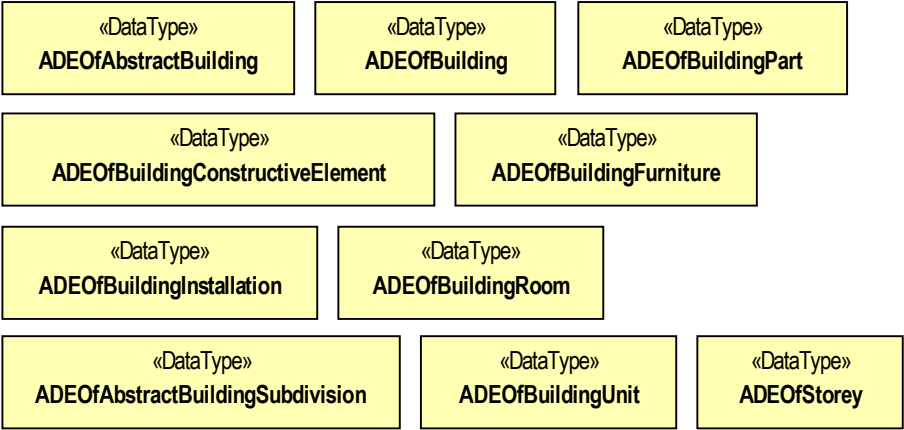 «DataType»
ADEOfAbstractBuilding
«DataType»
ADEOfBuilding
«DataType»
ADEOfBuildingPart
«DataType»
ADEOfBuildingConstructiveElement
«DataType»
ADEOfBuildingFurniture
«DataType»
ADEOfBuildingInstallation
«DataType»
ADEOfBuildingRoom
«DataType»
ADEOfAbstractBuildingSubdivision
«DataType»
ADEOfBuildingUnit
«DataType»
ADEOfStorey